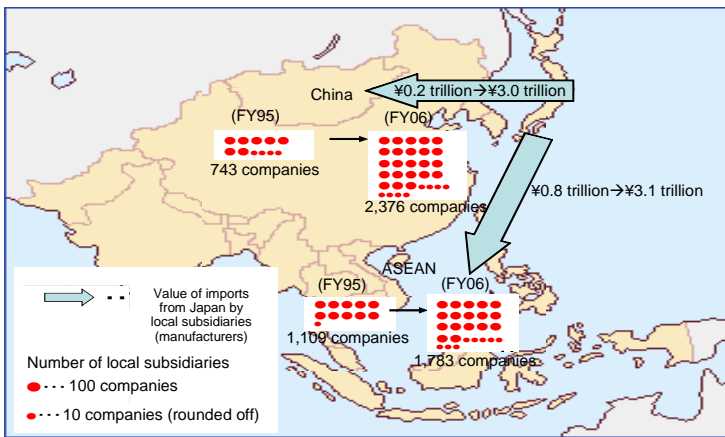 ¥0.2 trillion→¥3.0 trillion
China
(FY95)
(FY06)
743 companies
2,376 companies
¥0.8 trillion→¥3.1 trillion
ASEAN
(FY95)
(FY06)
1,109 companies
1,783 companies
Value of imports
from Japan by
local subsidiaries
(manufacturers)
Number of local subsidiaries
･･･100 companies
･･･10 companies (rounded off)